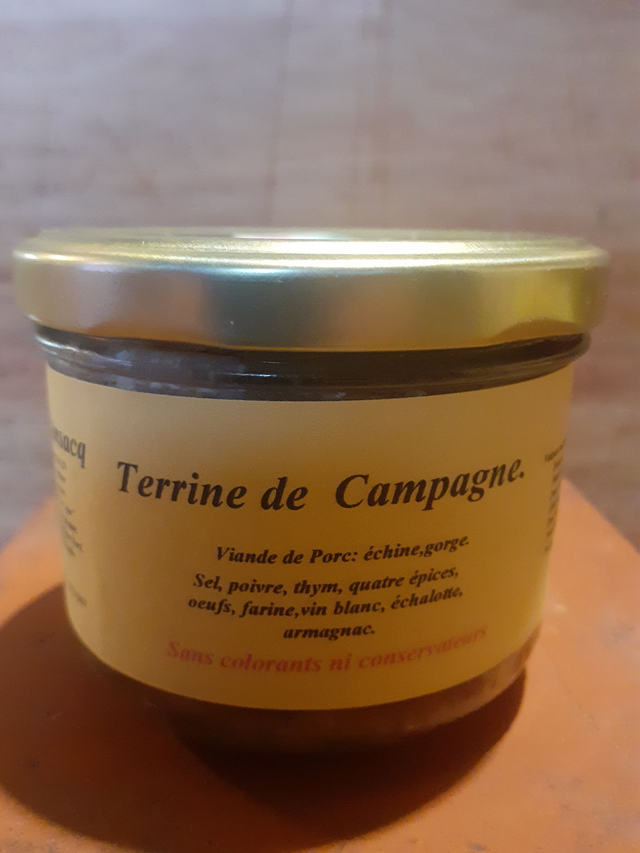 Terrine de Campagne.
Viande de Porc: échine,gorge.
Sel, poivre, thym, quatre épices,
oeufs, farine,vin blanc, échalotte,
armagnac.
Sans colorants ni conservateurs